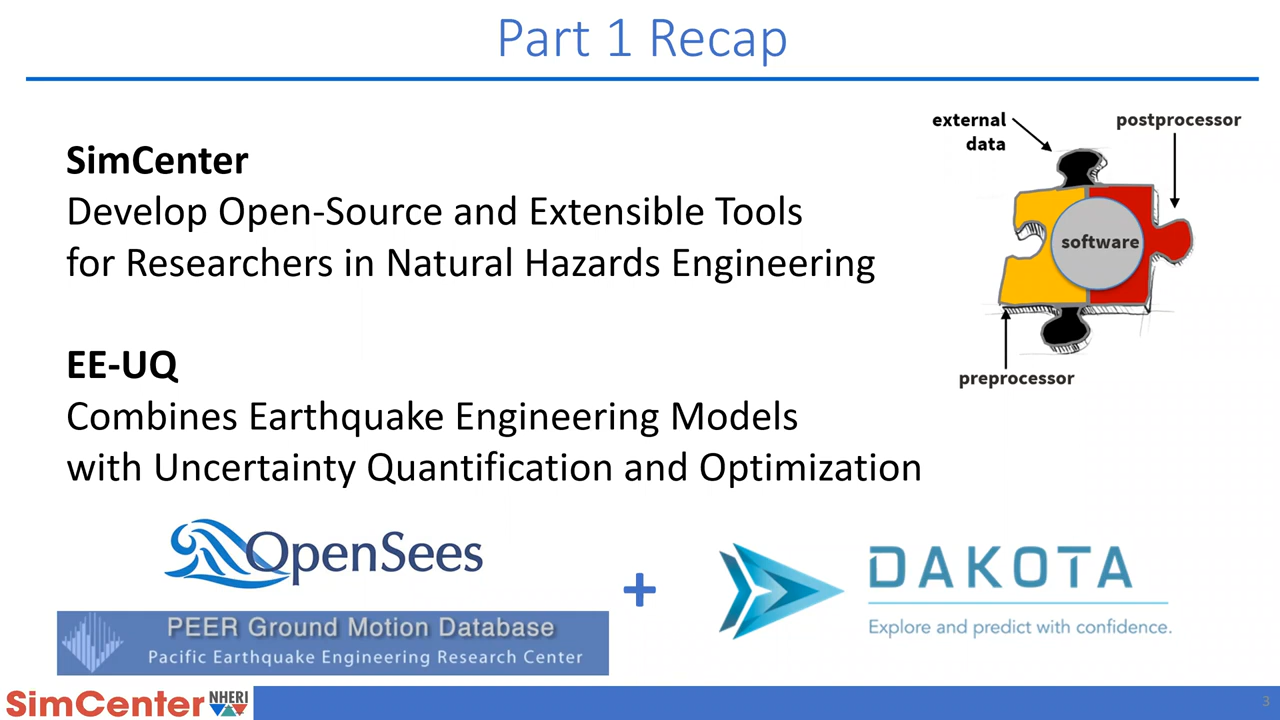 Part 1 Recap
SimCenter
Develop Open-Source and Extensible Tools
for Researchers in Natural Hazards Engineering
external
data
postprocessor
software
preprocessor
EE-UQ
Combines Earthquake Engineering Models
with Uncertainty Quantification and Optimization
OpenSees
PEER Ground Motion Database
Pacific Earthquake Engineering Research Center
+
DAKOTA
Explore and predict with confidence.
SimCenter NHERI
3